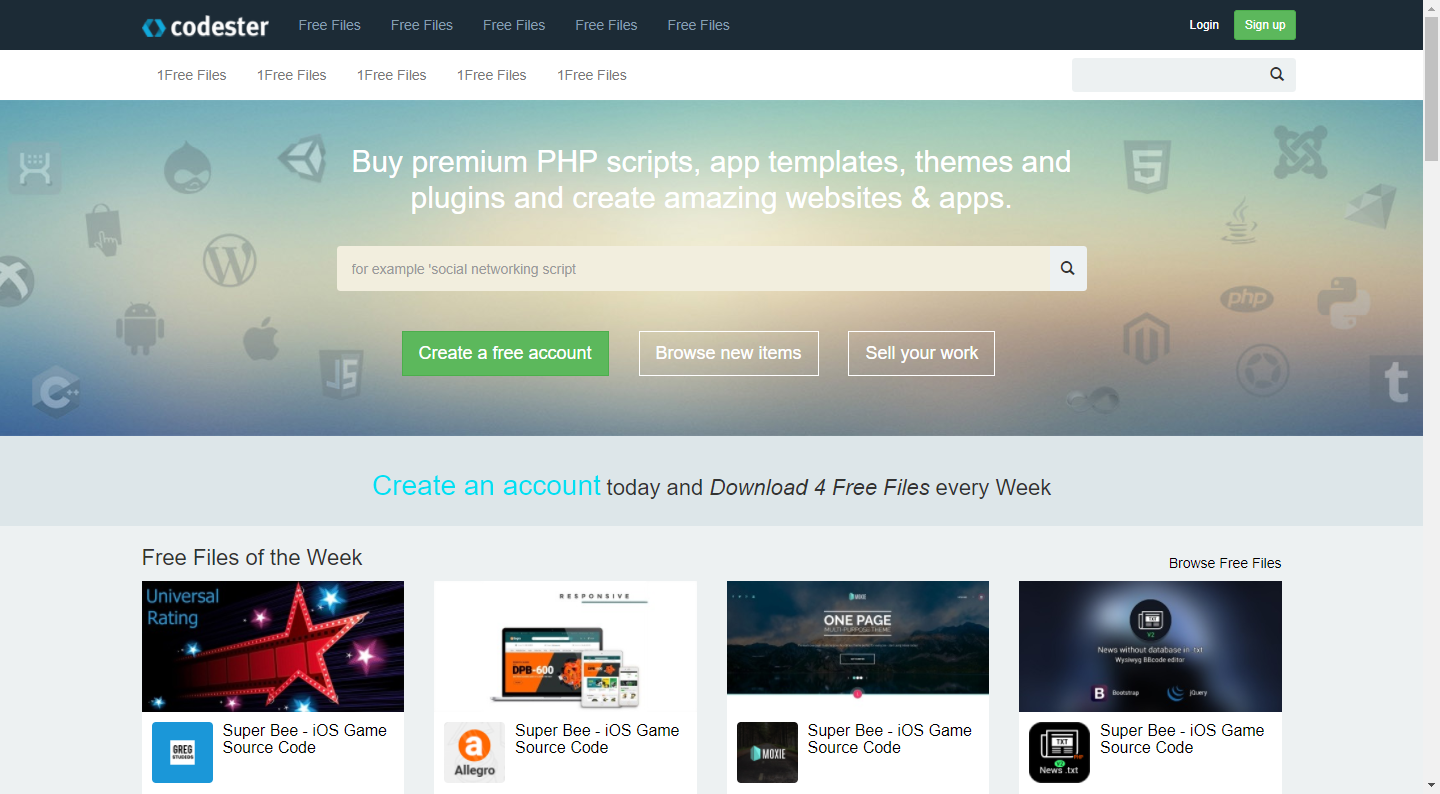 codester Free Files Free Files Free Files Free Files Free Files Login Sign up
1Free Files 1Free Files 1Free Files 1Free Files 1Free Files
Buy premium PHP scripts, app templates, themes and
plugins and create amazing websites & apps.
for example 'social networking script
Create a free account Browse new items Sell your work
php
JS
C++
t
Create an account today and Download 4 Free Files every Week
Free Files of the Week
Browse Free Files
Universal
Rating
RESPONSIVE
DPB-600
MOXIE
ONE PAGE
MULTI-PURPOSE THEME
TXT
V2
News without database in .txt
Wysiwyg BBcode editor
B Bootstrap jQuery
GREG
STUDIOS
Super Bee - iOS Game
Source Code
a
Allegro
Super Bee - iOS Game
Source Code
MOXIE
Super Bee - iOS Game
Source Code
TXT
V2
News .txt
Super Bee - iOS Game
Source Code